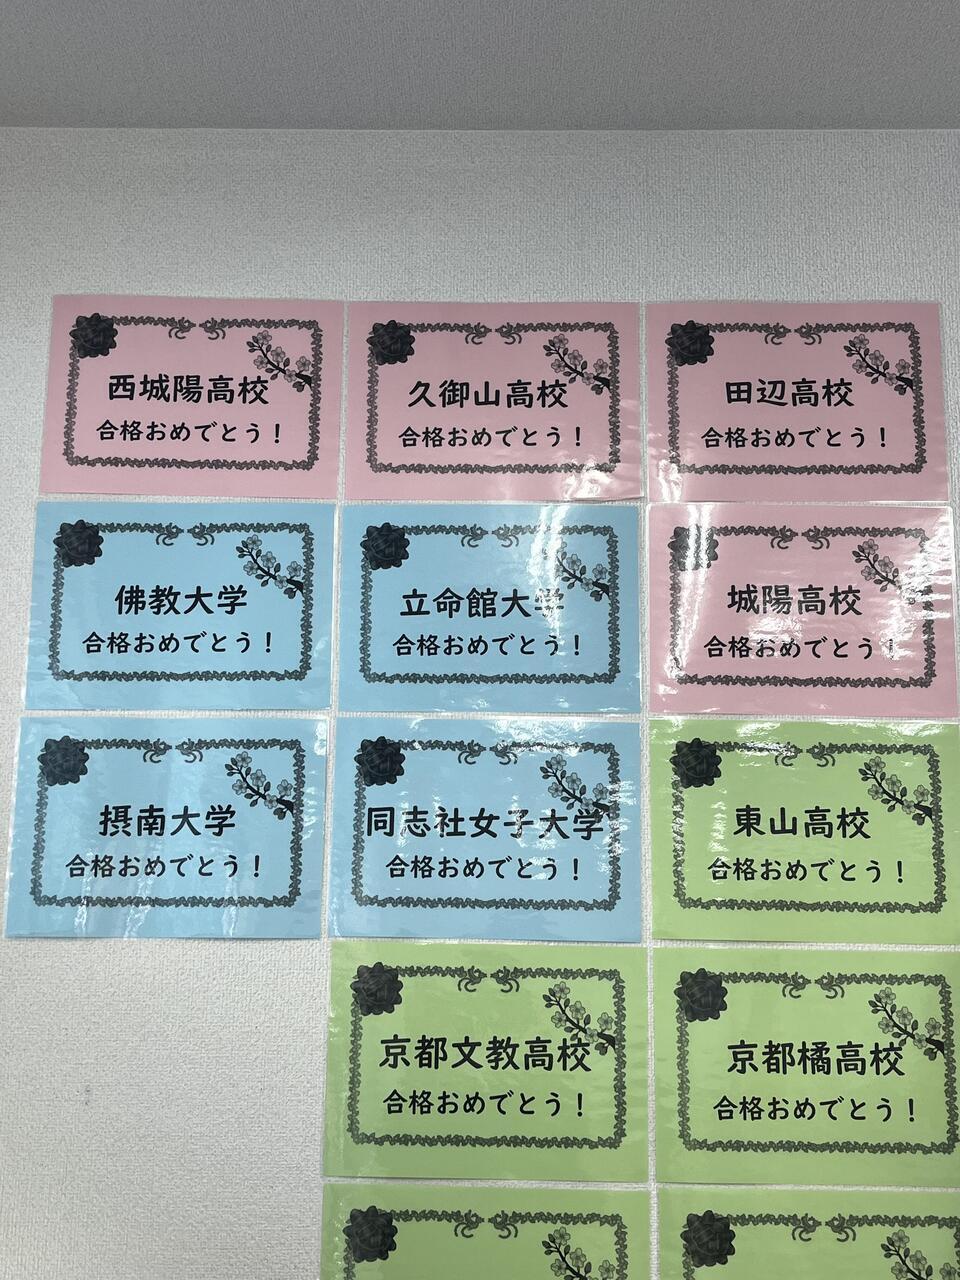 西城陽高校
合格おめでとう!
久御山高校
合格おめでとう!
田辺高校
合格おめでとう!
佛教大学
合格おめでとう!
立命館大学
合格おめでとう!
城陽高校
合格おめでとう!
摂南大学
合格おめでとう!
同志社女子大学
合格おめでとう!
東山高校
合格おめでとう!
京都文教高校
合格おめでとう!
京都橘高校
合格おめでとう!